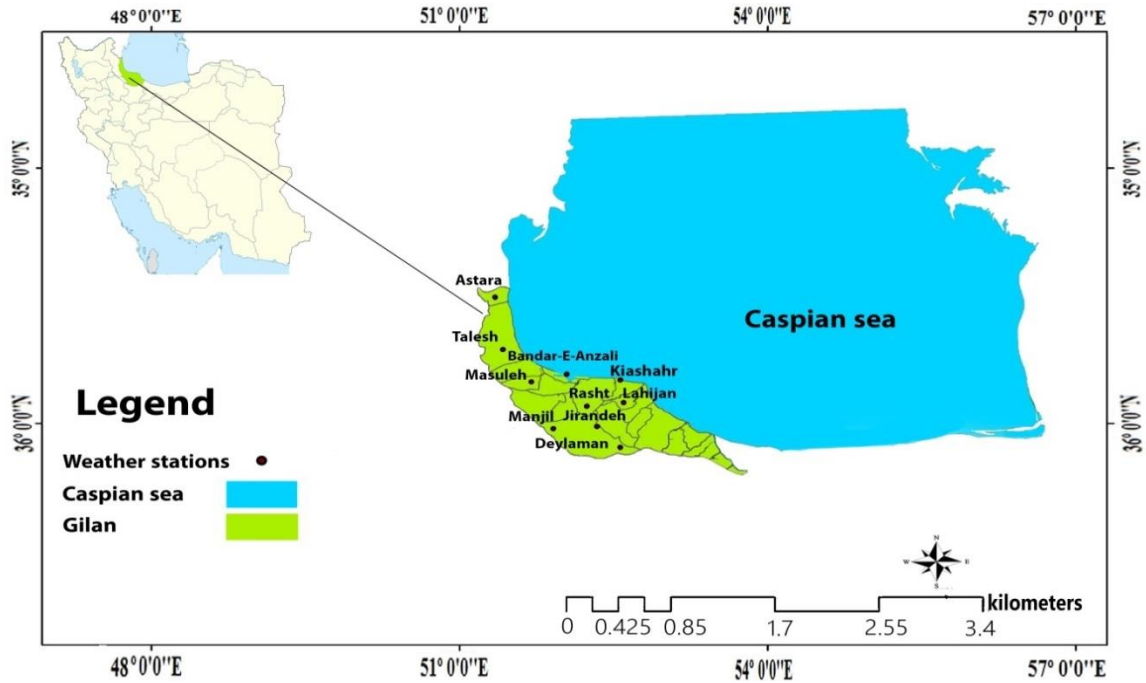 48° 0'0"E 51° 0'0"E 54° 0'0"E 57° 0'0"E
35° 0'0"N 35° 0'0"N
Astara
Caspian sea
Talesh
Bandar-E-Anzali
Masuleh Kiashahr
Rasht Lahijan
Manjil Jirandeh
Deylaman
36° 0'0"N 36° 0'0"N
Legend
Weather stations
Caspian sea
Gilan
N
W E
S
kilometers
0 0.425 0.85 1.7 2.55 3.4
48° 0'0"E 51° 0'0"E 54° 0'0"E 57° 0'0"E